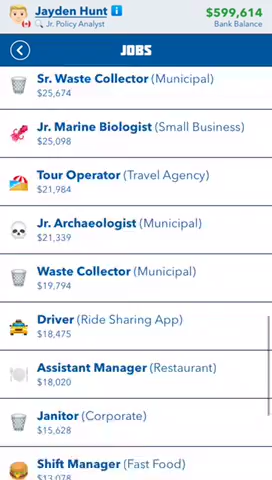 Jayden Hunt i
$599,614
Jr. Policy Analyst
Bank Balance
JOBS
Sr. Waste Collector (Municipal)
$25,674
Jr. Marine Biologist (Small Business)
$25,098
Tour Operator (Travel Agency)
$21,984
Jr. Archaeologist (Municipal)
$21,339
Waste Collector (Municipal)
$19,794
Driver (Ride Sharing App)
$18,475
Assistant Manager (Restaurant)
$18,020
Janitor (Corporate)
$15,628
Shift Manager (Fast Food)
$13,078